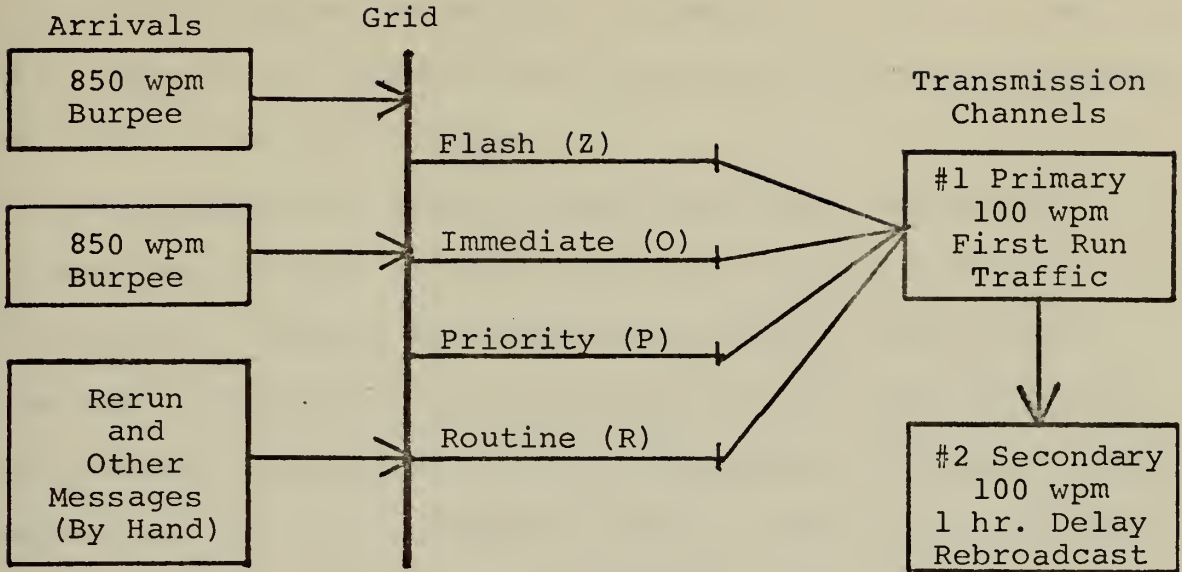 Arrivals
850 wpm
Burpee
850 wpm
Burpee
Rerun
and
Other
Messages
(By Hand)
Grid
Flash (Z)
Immediate (O)
Priority (P)
Routine (R)
Transmission
Channels
#1 Primary
100 wpm
First Run
Traffic
#2 Secondary
100 wpm
1 hr. Delay
Rebroadcast